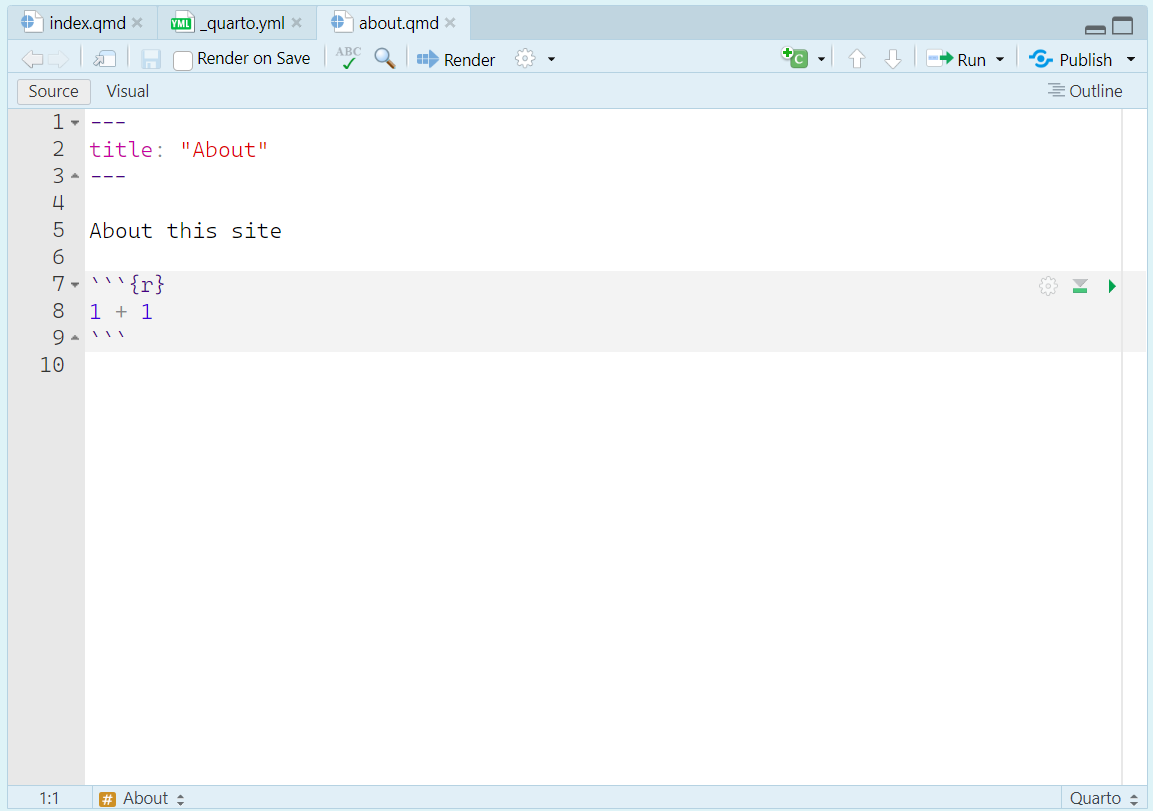 index.qmd YML _quarto.yml about.qmd
Render on Save ABC Render C Run Publish
Source Visual Outline
1 ---
2 title: "About"
3 ---
4
5 About this site
6
7 ```{r}
8 1 + 1
9 ```
10
1:1 # About Quarto